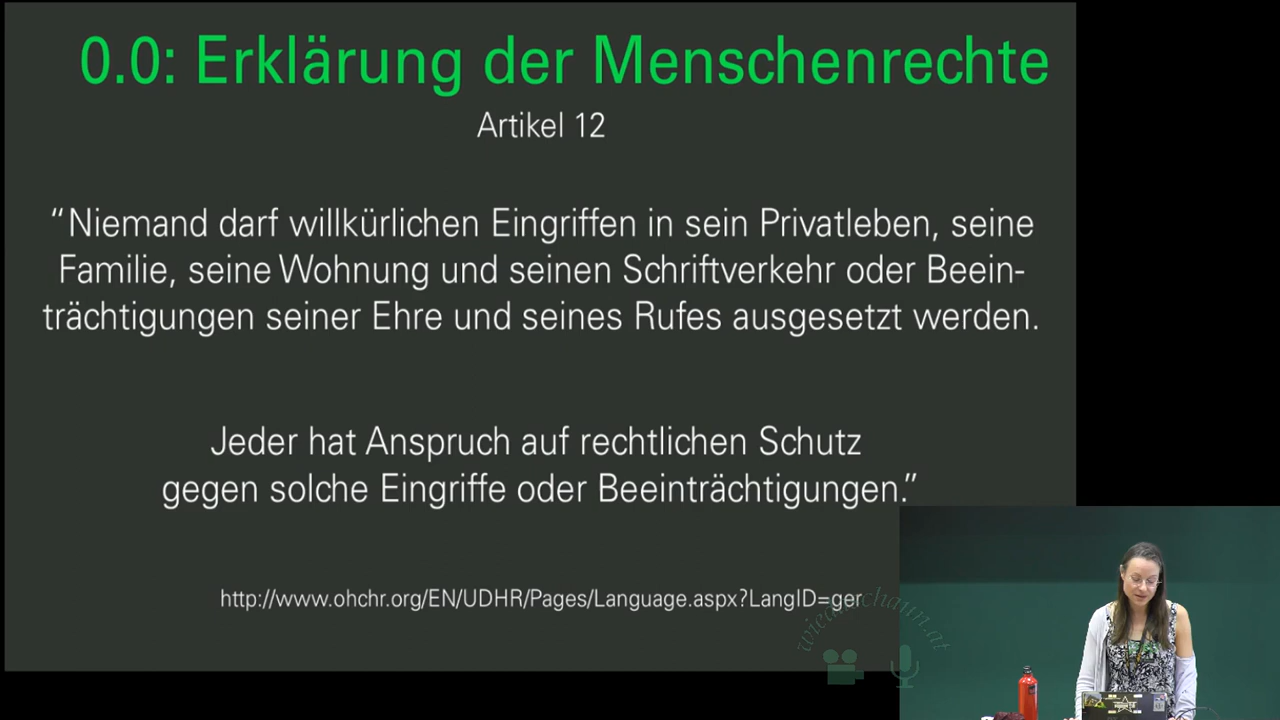 0.0: Erklärung der Menschenrechte
Artikel 12
“Niemand darf willkürlichen Eingriffen in sein Privatleben, seine
Familie, seine Wohnung und seinen Schriftverkehr oder Beein-
trächtigungen seiner Ehre und seines Rufes ausgesetzt werden.
Jeder hat Anspruch auf rechtlichen Schutz
gegen solche Eingriffe oder Beeinträchtigungen.”
http://www.ohchr.org/EN/UDHR/Pages/Language.aspx?LangID=ger
wiederschaun.at